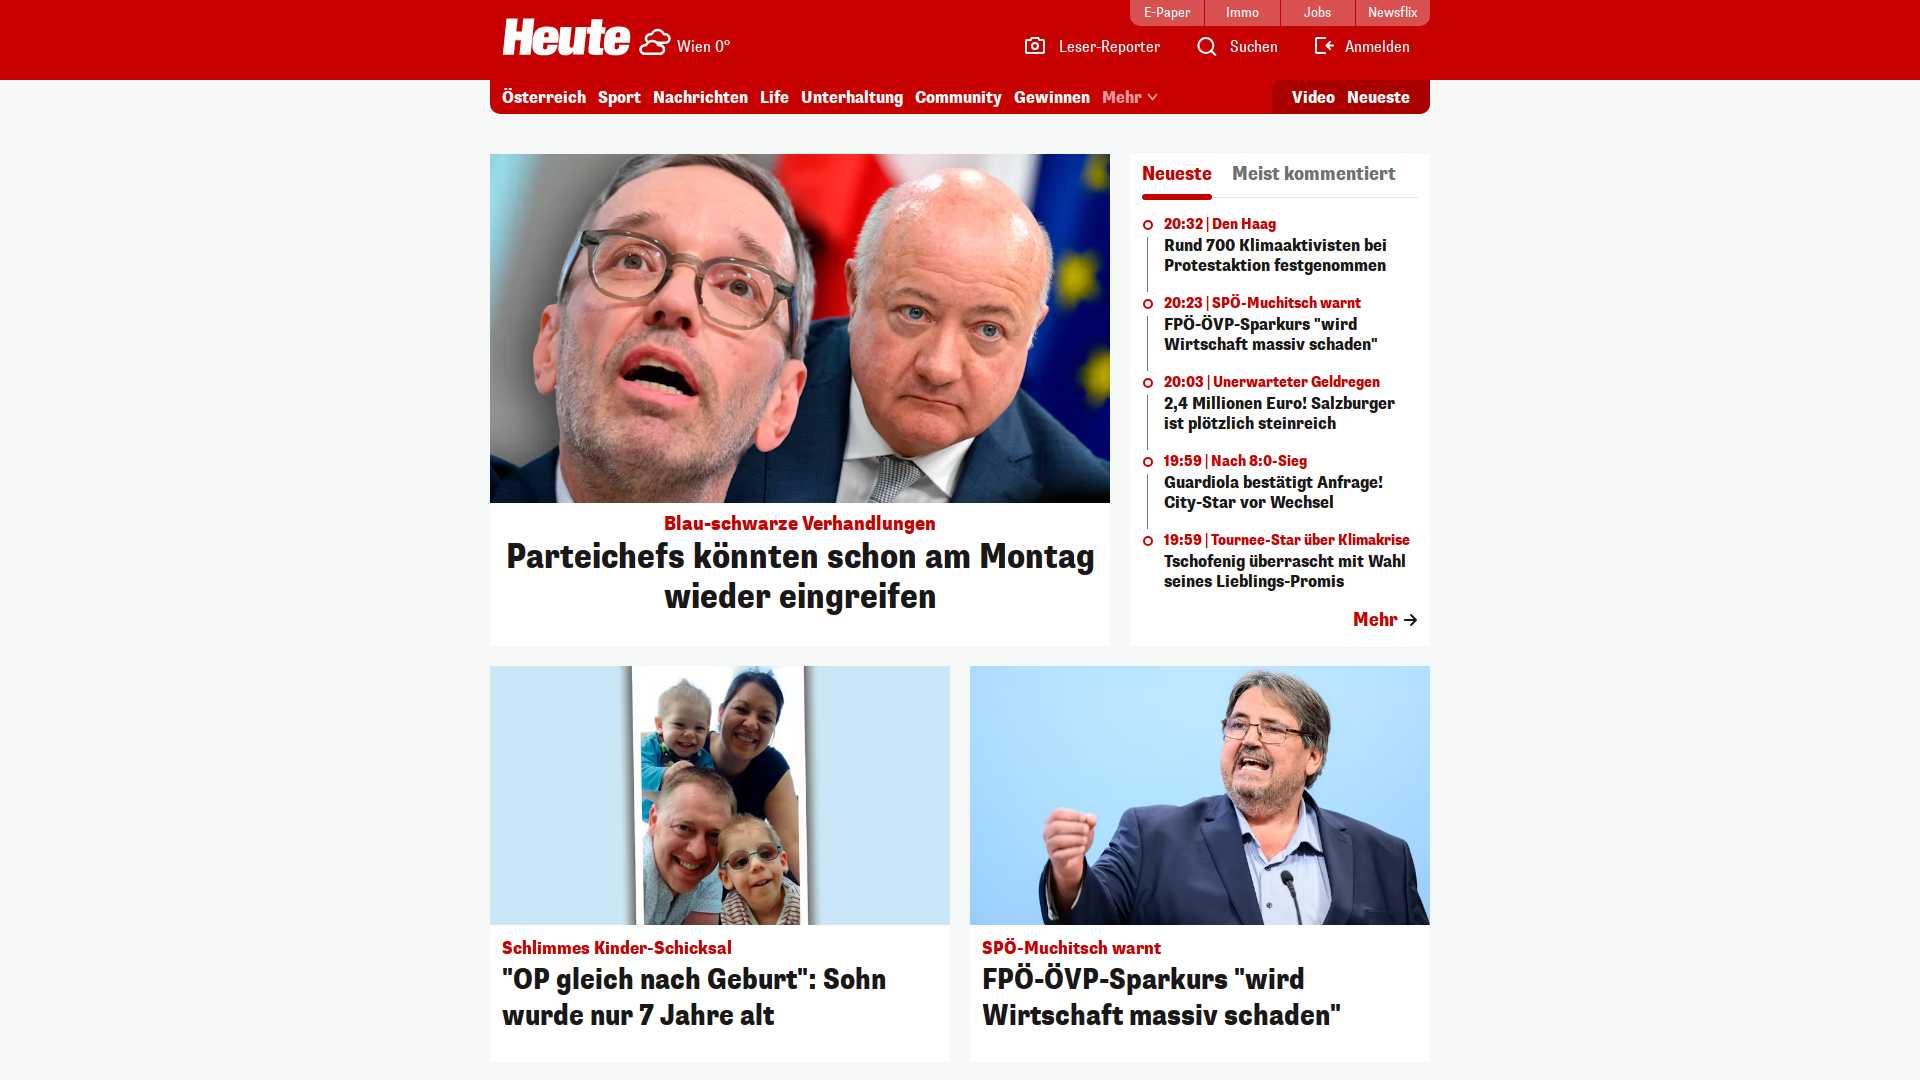 E-Paper
Immo
Jobs
Newsflix
Heute
Wien 0°
Leser-Reporter
Suchen
Anmelden
Österreich
Sport
Nachrichten
Life
Unterhaltung
Community
Gewinnen
Mehr
Video
Neueste
Blau-schwarze Verhandlungen
Parteichefs könnten schon am Montag
wieder eingreifen
Neueste
Meist kommentiert
20:32 | Den Haag
Rund 700 Klimaaktivisten bei
Protestaktion festgenommen
20:23 | SPÖ-Muchitsch warnt
FPÖ-ÖVP-Sparkurs "wird
Wirtschaft massiv schaden"
20:03 | Unerwarteter Geldregen
2,4 Millionen Euro! Salzburger
ist plötzlich steinreich
19:59 | Nach 8:0-Sieg
Guardiola bestätigt Anfrage!
City-Star vor Wechsel
19:59 | Tournee-Star über Klimakrise
Tschofenig überrascht mit Wahl
seines Lieblings-Promis
Mehr
Schlimmes Kinder-Schicksal
"OP gleich nach Geburt": Sohn
wurde nur 7 Jahre alt
SPÖ-Muchitsch warnt
FPÖ-ÖVP-Sparkurs "wird
Wirtschaft massiv schaden"